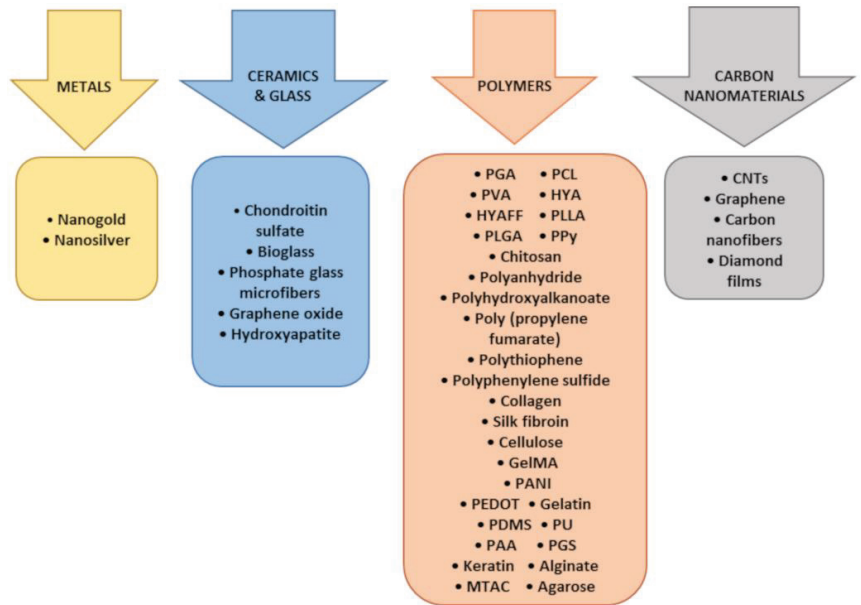 METALS
• Nanogold
• Nanosilver
CERAMICS
& GLASS
• Chondroitin
sulfate
• Bioglass
• Phosphate glass
microfibers
• Graphene oxide
• Hydroxyapatite
POLYMERS
• PGA • PCL
• PVA • HYA
• HYAFF • PLLA
• PLGA • PPy
• Chitosan
• Polyanhydride
• Polyhydroxyalkanoate
• Poly (propylene
fumarate)
• Polythiophene
• Polyphenylene sulfide
• Collagen
• Silk fibroin
• Cellulose
• GelMA
• PANI
• PEDOT • Gelatin
• PDMS • PU
• PAA • PGS
• Keratin • Alginate
• MTAC • Agarose
CARBON
NANOMATERIALS
• CNTs
• Graphene
• Carbon
nanofibers
• Diamond
films